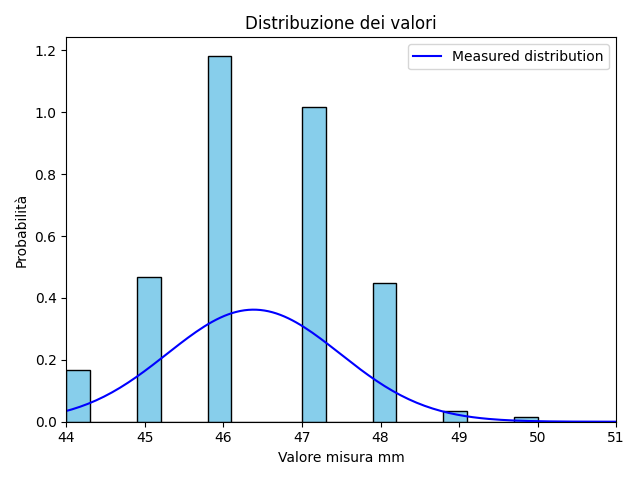 Distribuzione dei valori
Measured distribution
Probabilità
1.2
1.0
0.8
0.6
0.4
0.2
0.0
44 45 46 47 48 49 50 51
Valore misura mm